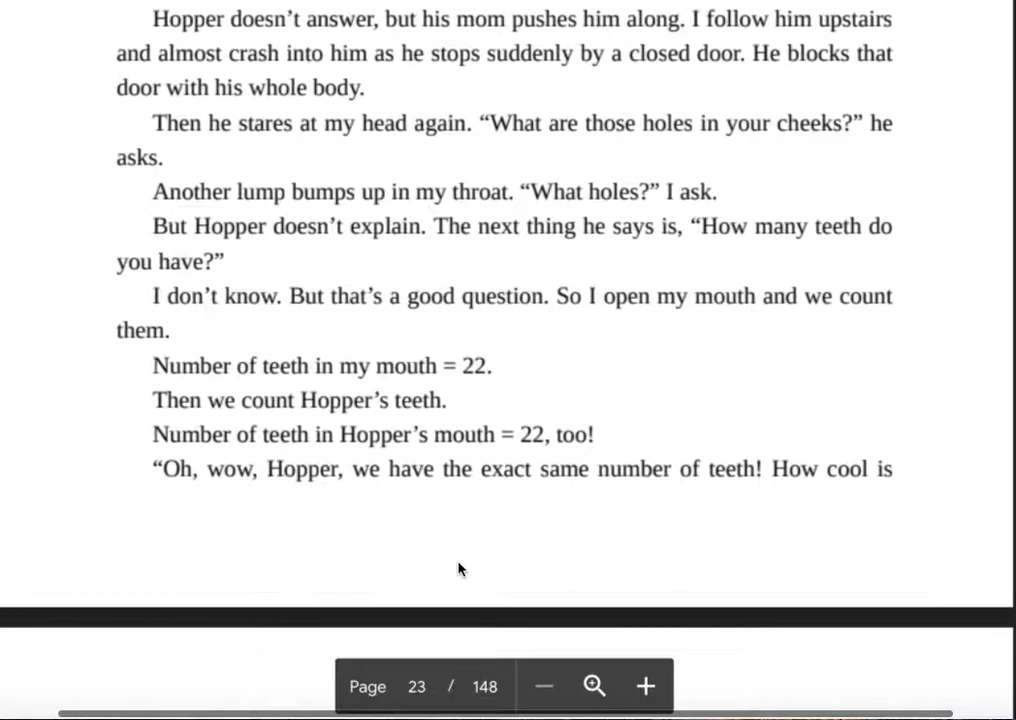 Hopper doesn’t answer, but his mom pushes him along. I follow him upstairs
and almost crash into him as he stops suddenly by a closed door. He blocks that
door with his whole body.
Then he stares at my head again. “What are those holes in your cheeks?” he
asks.
Another lump bumps up in my throat. “What holes?” I ask.
But Hopper doesn’t explain. The next thing he says is, “How many teeth do
you have?”
I don’t know. But that’s a good question. So I open my mouth and we count
them.
Number of teeth in my mouth = 22.
Then we count Hopper’s teeth.
Number of teeth in Hopper’s mouth = 22, too!
“Oh, wow, Hopper, we have the exact same number of teeth! How cool is
Page 23 / 148